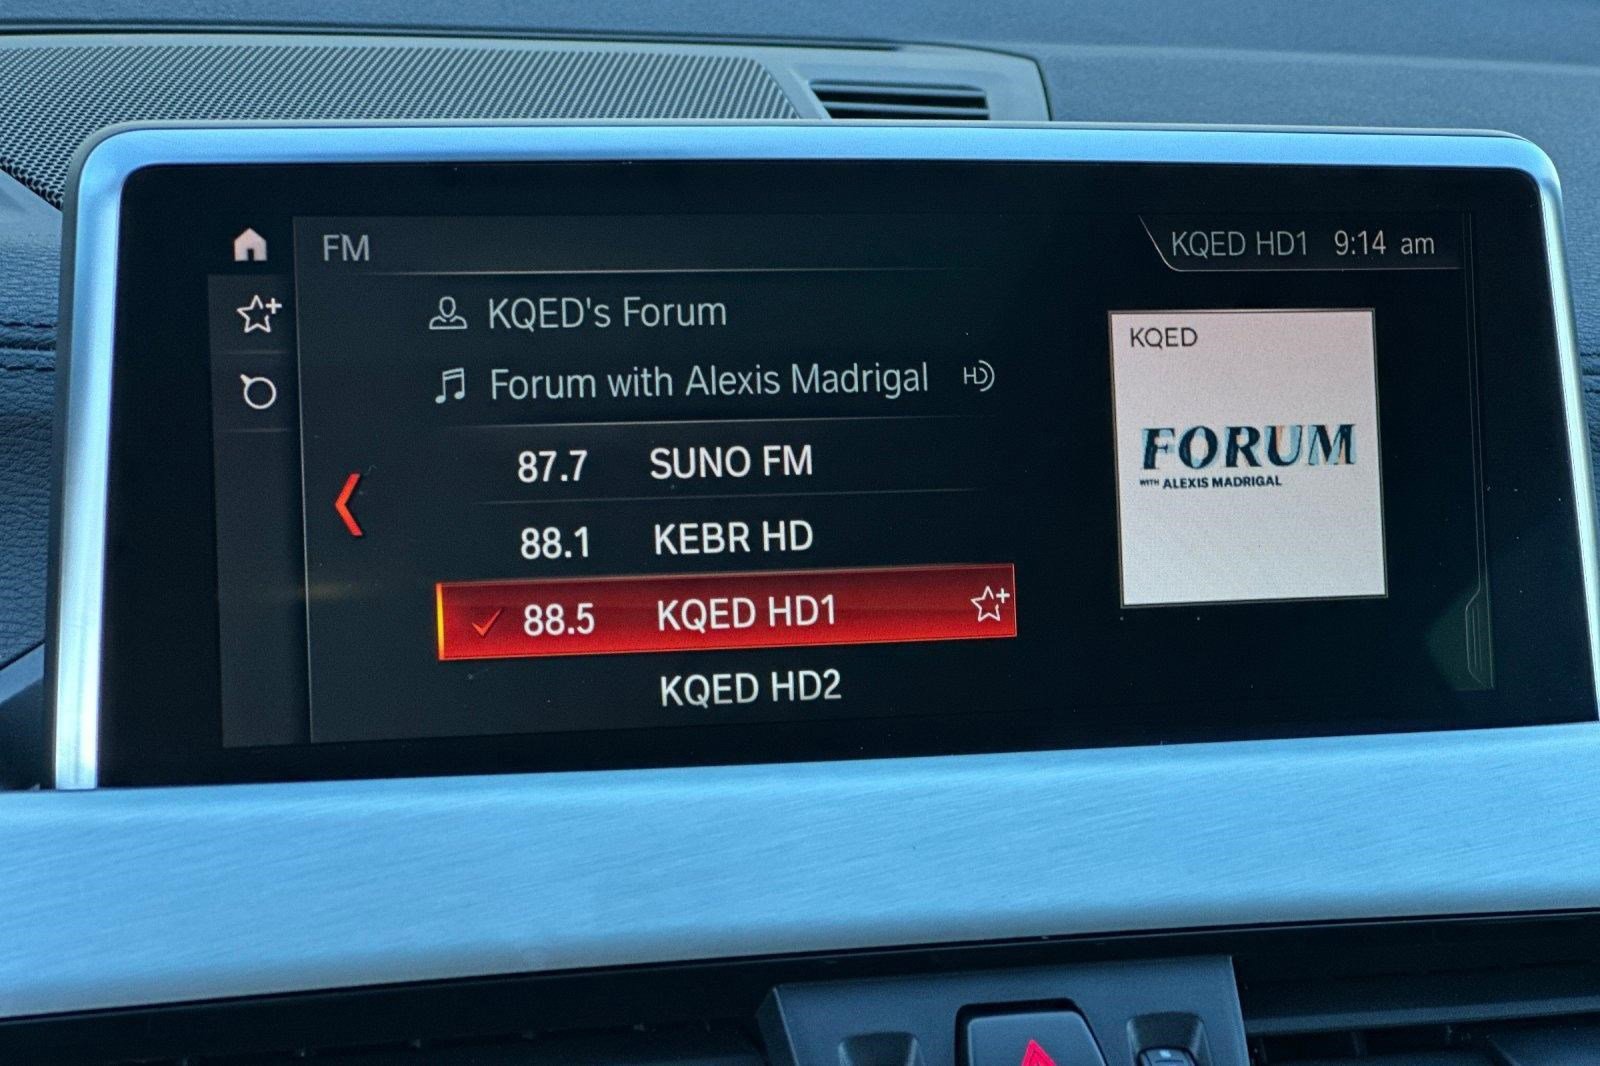 FM
KQED HD1 9:14 am
KQED's Forum
Forum with Alexis Madrigal HD
87.7 SUNO FM
88.1 KEBR HD
88.5 KQED HD1
KQED HD2
KQED
FORUM
WITH ALEXIS MADRIGAL